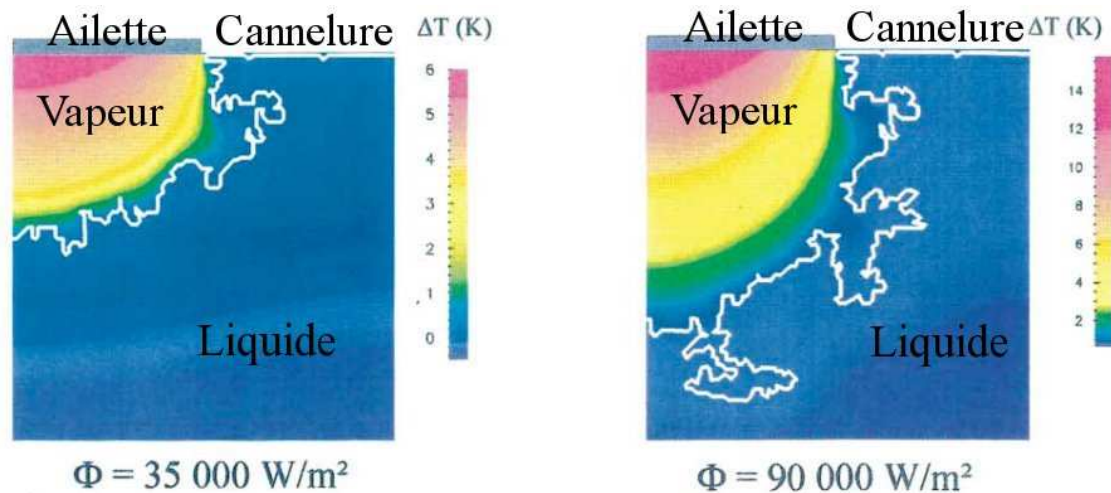 Ailette Cannelure ΔT (K)
Vapeur
Liquide
6
5
4
3
2
1
0
Φ = 35 000 W/m²
Ailette Cannelure ΔT (K)
Vapeur
Liquide
14
12
10
8
6
4
2
Φ = 90 000 W/m²